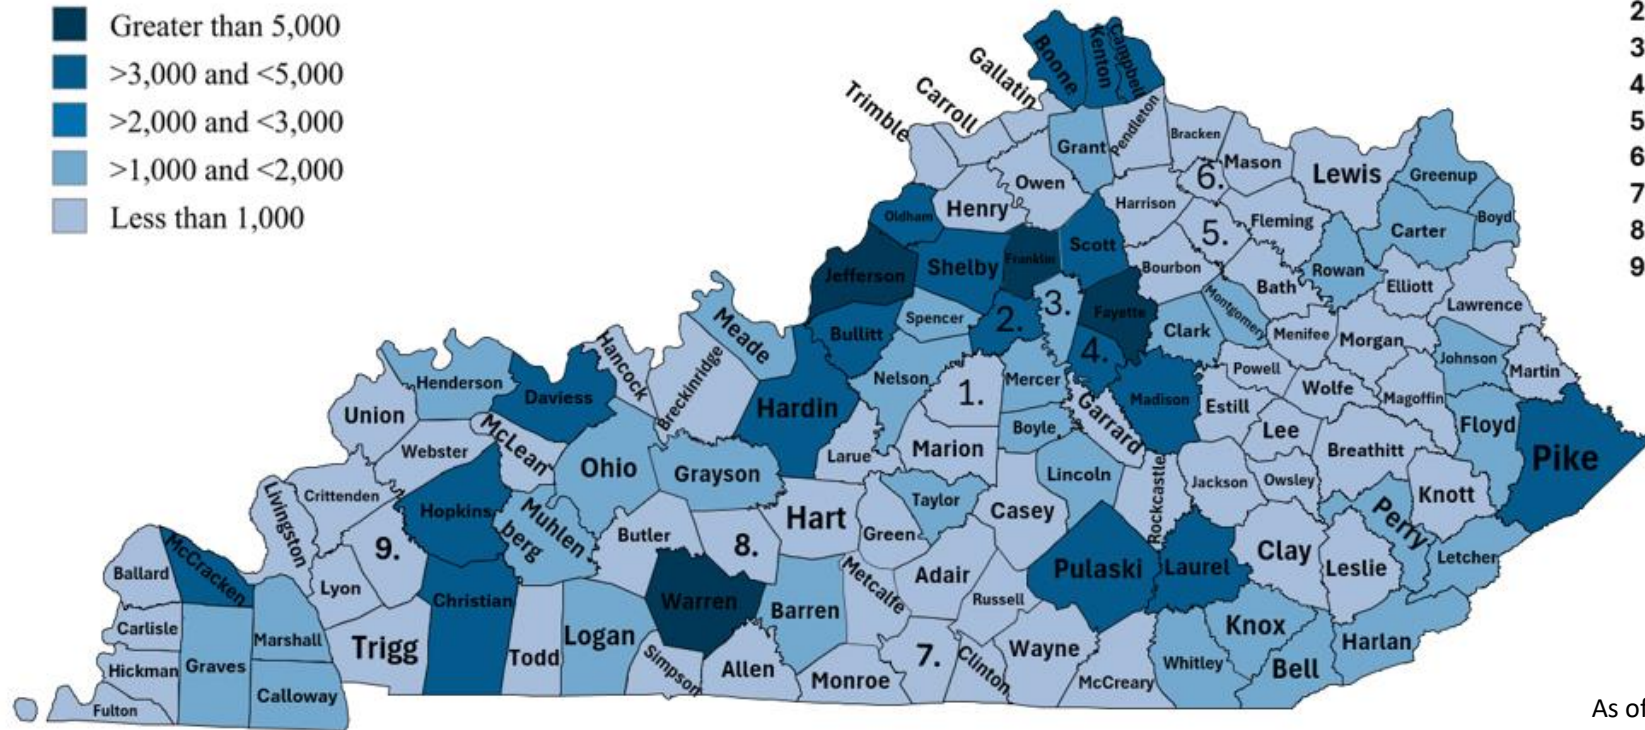 Greater than 5,000
>3,000 and <5,000
>2,000 and <3,000
>1,000 and <2,000
Less than 1,000
2
3
4
5
6
7
8
9
Boone
Kenton
Campbell
Gallatin
Carroll
Trimble
Grant
Pendleton
Bracken
Mason
6.
Lewis
Greenup
Owen
Henry
Oldham
Harrison
Fleming
5.
Carter
Boyd
Jefferson
Shelby
Franklin
Scott
Bourbon
Bath
Rowan
Elliott
Lawrence
Meade
Bullitt
Spencer
2.
3.
Fayette
4.
Clark
Montgomery
Menifee
Morgan
Johnson
Martin
Hancock
Breckinridge
Henderson
Daviess
Union
Hardin
Nelson
1.
Mercer
Boyle
Garrard
Madison
Powell
Estill
Wolfe
Magoffin
Lee
Floyd
Pike
Webster
McLean
Ohio
Grayson
Larue
Marion
Lincoln
Rockcastle
Jackson
Owsley
Breathitt
Knott
Perry
Letcher
Livingston
Crittenden
Hopkins
Muhlen
berg
Butler
8.
Hart
Green
Taylor
Casey
9.
Ballard
McCracken
Lyon
Christian
Warren
Barren
Metcalfe
Adair
Russell
Pulaski
Laurel
Clay
Leslie
Carlisle
Marshall
Hickman
Graves
Calloway
Fulton
Trigg
Todd
Logan
Simpson
Allen
Monroe
7.
Clinton
Wayne
McCreary
Whitley
Knox
Bell
Harlan
As of